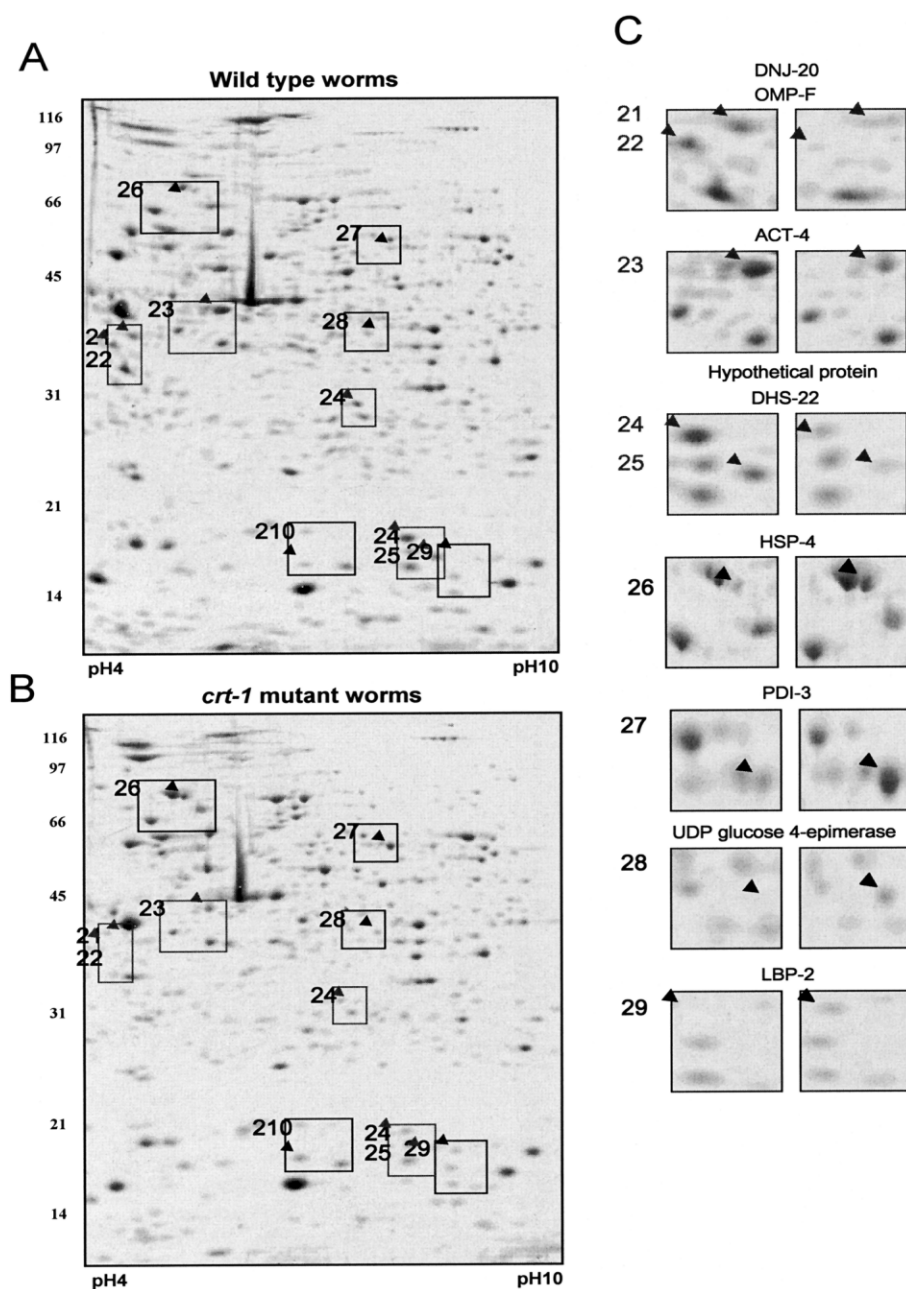 A
Wild type worms
116
97
66
45
31
21
14
26
27
23
28
21
22
24
210
24
25
29
pH4
pH10
B
crt-1 mutant worms
116
97
66
45
31
21
14
26
27
23
28
21
22
24
210
24
25
29
pH4
pH10
C
DNJ-20
OMP-F
21
22
ACT-4
23
Hypothetical protein
DHS-22
24
25
HSP-4
26
PDI-3
27
UDP glucose 4-epimerase
28
LBP-2
29